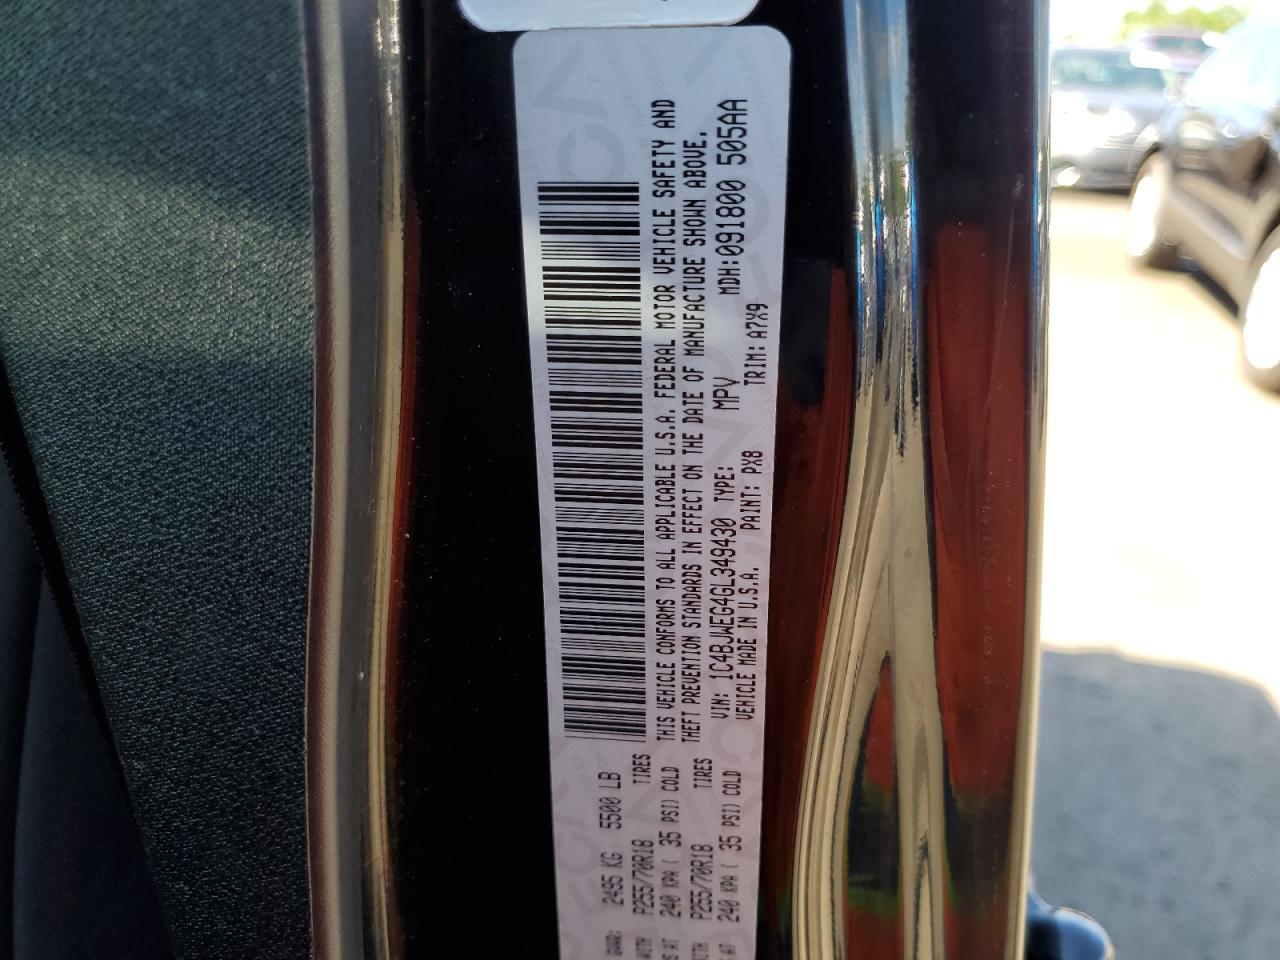 2495 KG 5500 LB
P255/70R18 TIRES
240 KPA ( 35 PSI) COLD
P255/70R18 TIRES
240 KPA ( 35 PSI) COLD
THIS VEHICLE CONFORMS TO ALL APPLICABLE U.S.A. FEDERAL MOTOR VEHICLE SAFETY AND
THEFT PREVENTION STANDARDS IN EFFECT ON THE DATE OF MANUFACTURE SHOWN ABOVE.
VIN: 1C4BJWEG4GL349430 TYPE: MPV MDH:091800 505AA
VEHICLE MADE IN U.S.A. PAINT: PX8 TRIM: A7X9